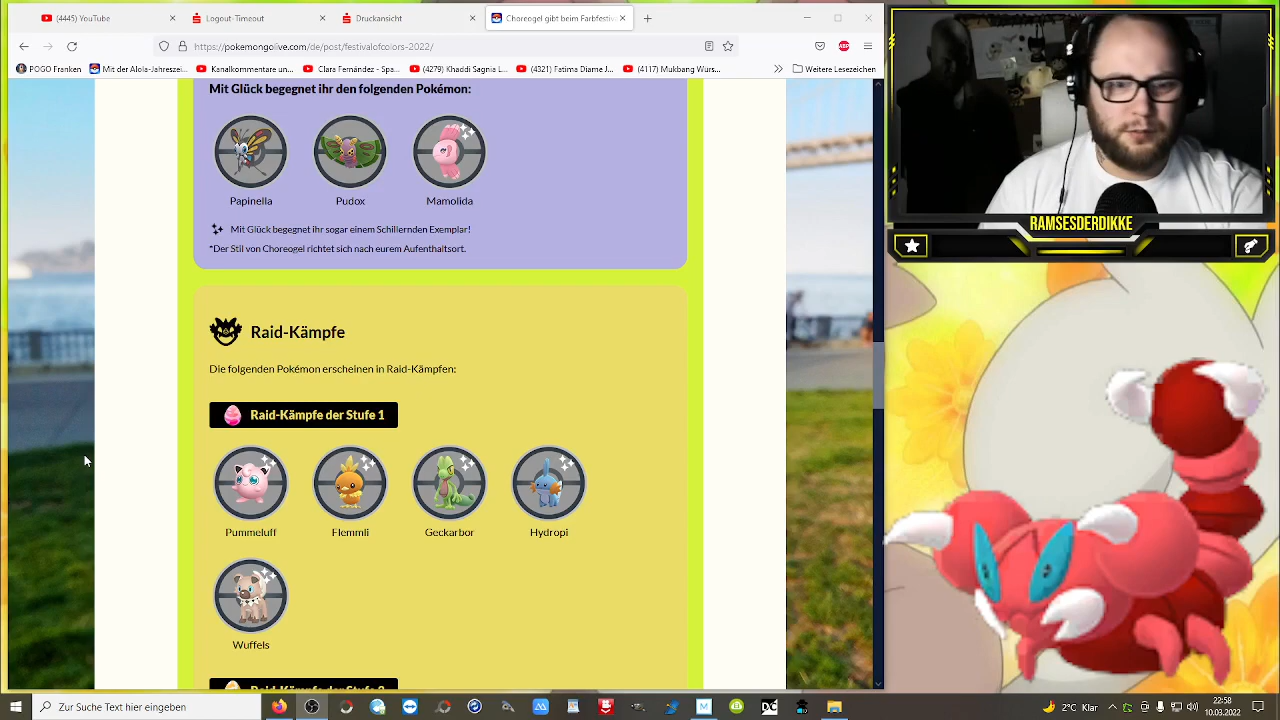 (4445) YouTube
Logout-Timeout
Druckansicht
Choreogel gibt beim Farbfestiv
https://pokemongolive.com/de/post/festivalofcolors-2022/
ABP
POGO Franken
Mit der Alola-Jahreszei...
Kanalkommentare un...
Clara Fernández - Spa...
(4279) Khaddi Sagnia L...
(4321) Fatima Diame J...
(4117) Mukbang Würs...
Weitere Lesezeichen
Mit Glück begegnet ihr den folgenden Pokémon:
Papinella
Pudox
Mamolida
Mit Glück begegnet ihr sogar einem Schillernden Exemplar!
*Der Stil von Choreogel richtet sich nach eurem Aufenthaltsort.
Raid-Kämpfe
Die folgenden Pokémon erscheinen in Raid-Kämpfen:
Raid-Kämpfe der Stufe 1
Pummeluff
Flemmli
Geckarbor
Hydropi
Wuffels
RAMSESDERDIKKE
Zur Suche Text hier eingeben
7°C Klar
22:58
10.03.2022